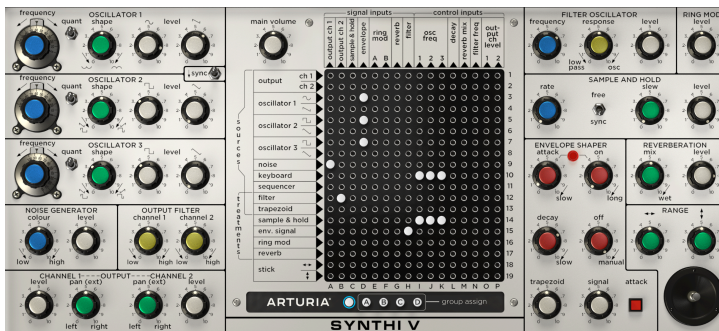 OSCILLATOR 1
frequency quant shape level
sync
OSCILLATOR 2
frequency quant shape level
OSCILLATOR 3
frequency quant shape level
NOISE GENERATOR
colour level
low high
OUTPUT FILTER
channel 1 channel 2
low high low high
CHANNEL 1----OUTPUT----CHANNEL 2
level pan (ext) pan (ext) level
left right left right
main volume
signal inputs control inputs
output ch 1
output ch 2
sample & hold
envelope
ring mod
A B
reverb
filter
osc freq
1 2 3
decay
reverb mix
filter freq
output ch level
1 2
sources
treatments
output ch 1 1
ch 2 2
oscillator 1 3
4
oscillator 2 5
6
oscillator 3 7
8
noise 9
keyboard 10
sequencer 11
filter 12
trapezoid 13
sample & hold 14
env. signal 15
ring mod 16
reverb 17
stick 18
19
A B C D E F G H I J K L M N O P
ARTURIA A B C D group assign
SYNTHI V
FILTER OSCILLATOR
frequency response level
low pass osc
RING MOD
level
SAMPLE AND HOLD
rate free slew level
sync
ENVELOPE SHAPER
attack on
slow long
decay off
slow manual
trapezoid signal attack
REVERBERATION
mix level
wet
RANGE